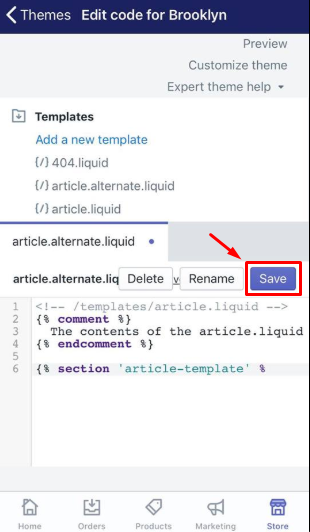 Themes Edit code for Brooklyn
Preview
Customize theme
Expert theme help
Templates
Add a new template
{/} 404.liquid
{/} article.alternate.liquid
{/} article.liquid
article.alternate.liquid
article.alternate.liq Delete Rename Save
1 <!-- /templates/article.liquid -->
2 {% comment %}
3 The contents of the article.liquid
4 {% endcomment %}
5
6 {% section 'article-template' %
Home Orders Products Marketing Store